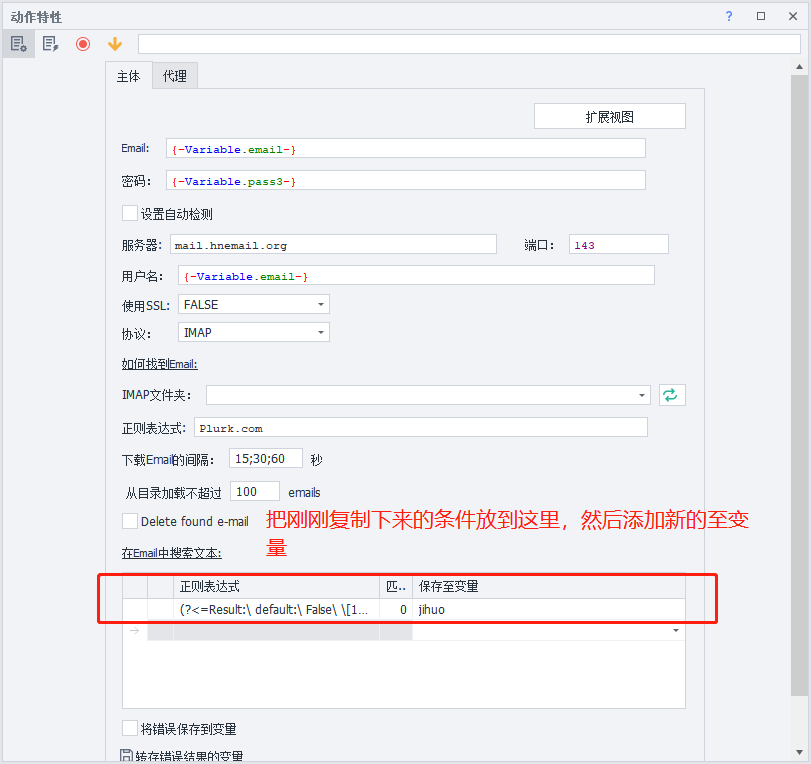 动作特性
?
主体 代理
扩展视图
Email: {-Variable.email-}
密码: {-Variable.pass3-}
设置自动检测
服务器: mail.hnemail.org 端口: 143
用户名: {-Variable.email-}
使用SSL: FALSE
协议: IMAP
如何找到Email:
IMAP文件夹:
正则表达式: Plurk.com
下载Email的间隔: 15;30;60 秒
从目录加载不超过 100 emails
Delete found e-mail
把刚刚复制下来的条件放到这里，然后添加新的至变
量
在Email中搜索文本:
正则表达式 匹.. 保存至变量
(?<=Result:\ default:\ False\ \[1... 0 jihuo
将错误保存到变量
转存错误结果的变量